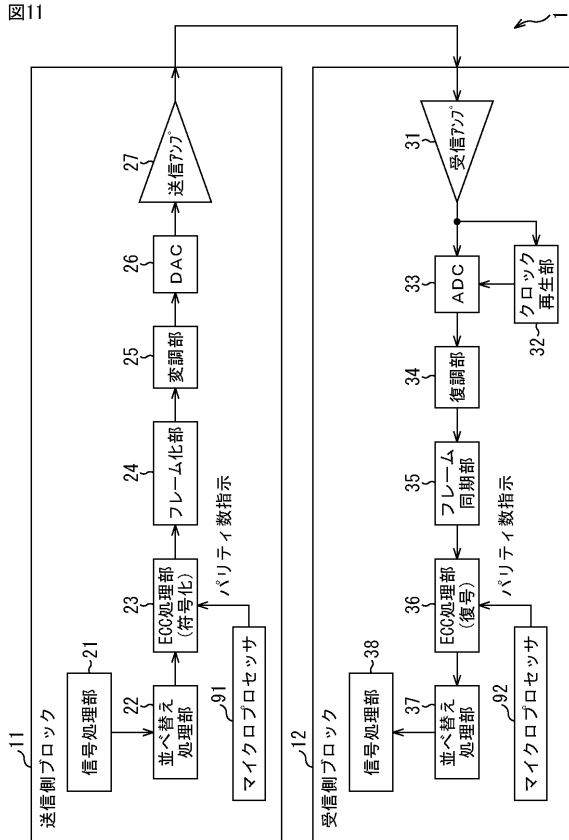 図11
1
11
送信側ブロック
信号処理部
21
並べ替え
処理部
22
ECC処理部
(符号化)
23
フレーム化部
24
変調部
25
DAC
26
送信アンプ
27
マイクロプロセッサ
91
パリティ数指示
12
受信側ブロック
受信アンプ
31
クロック
再生部
32
ADC
33
復調部
34
フレーム
同期部
35
ECC処理部
(復号)
36
並べ替え
処理部
37
信号処理部
38
マイクロプロセッサ
92
パリティ数指示